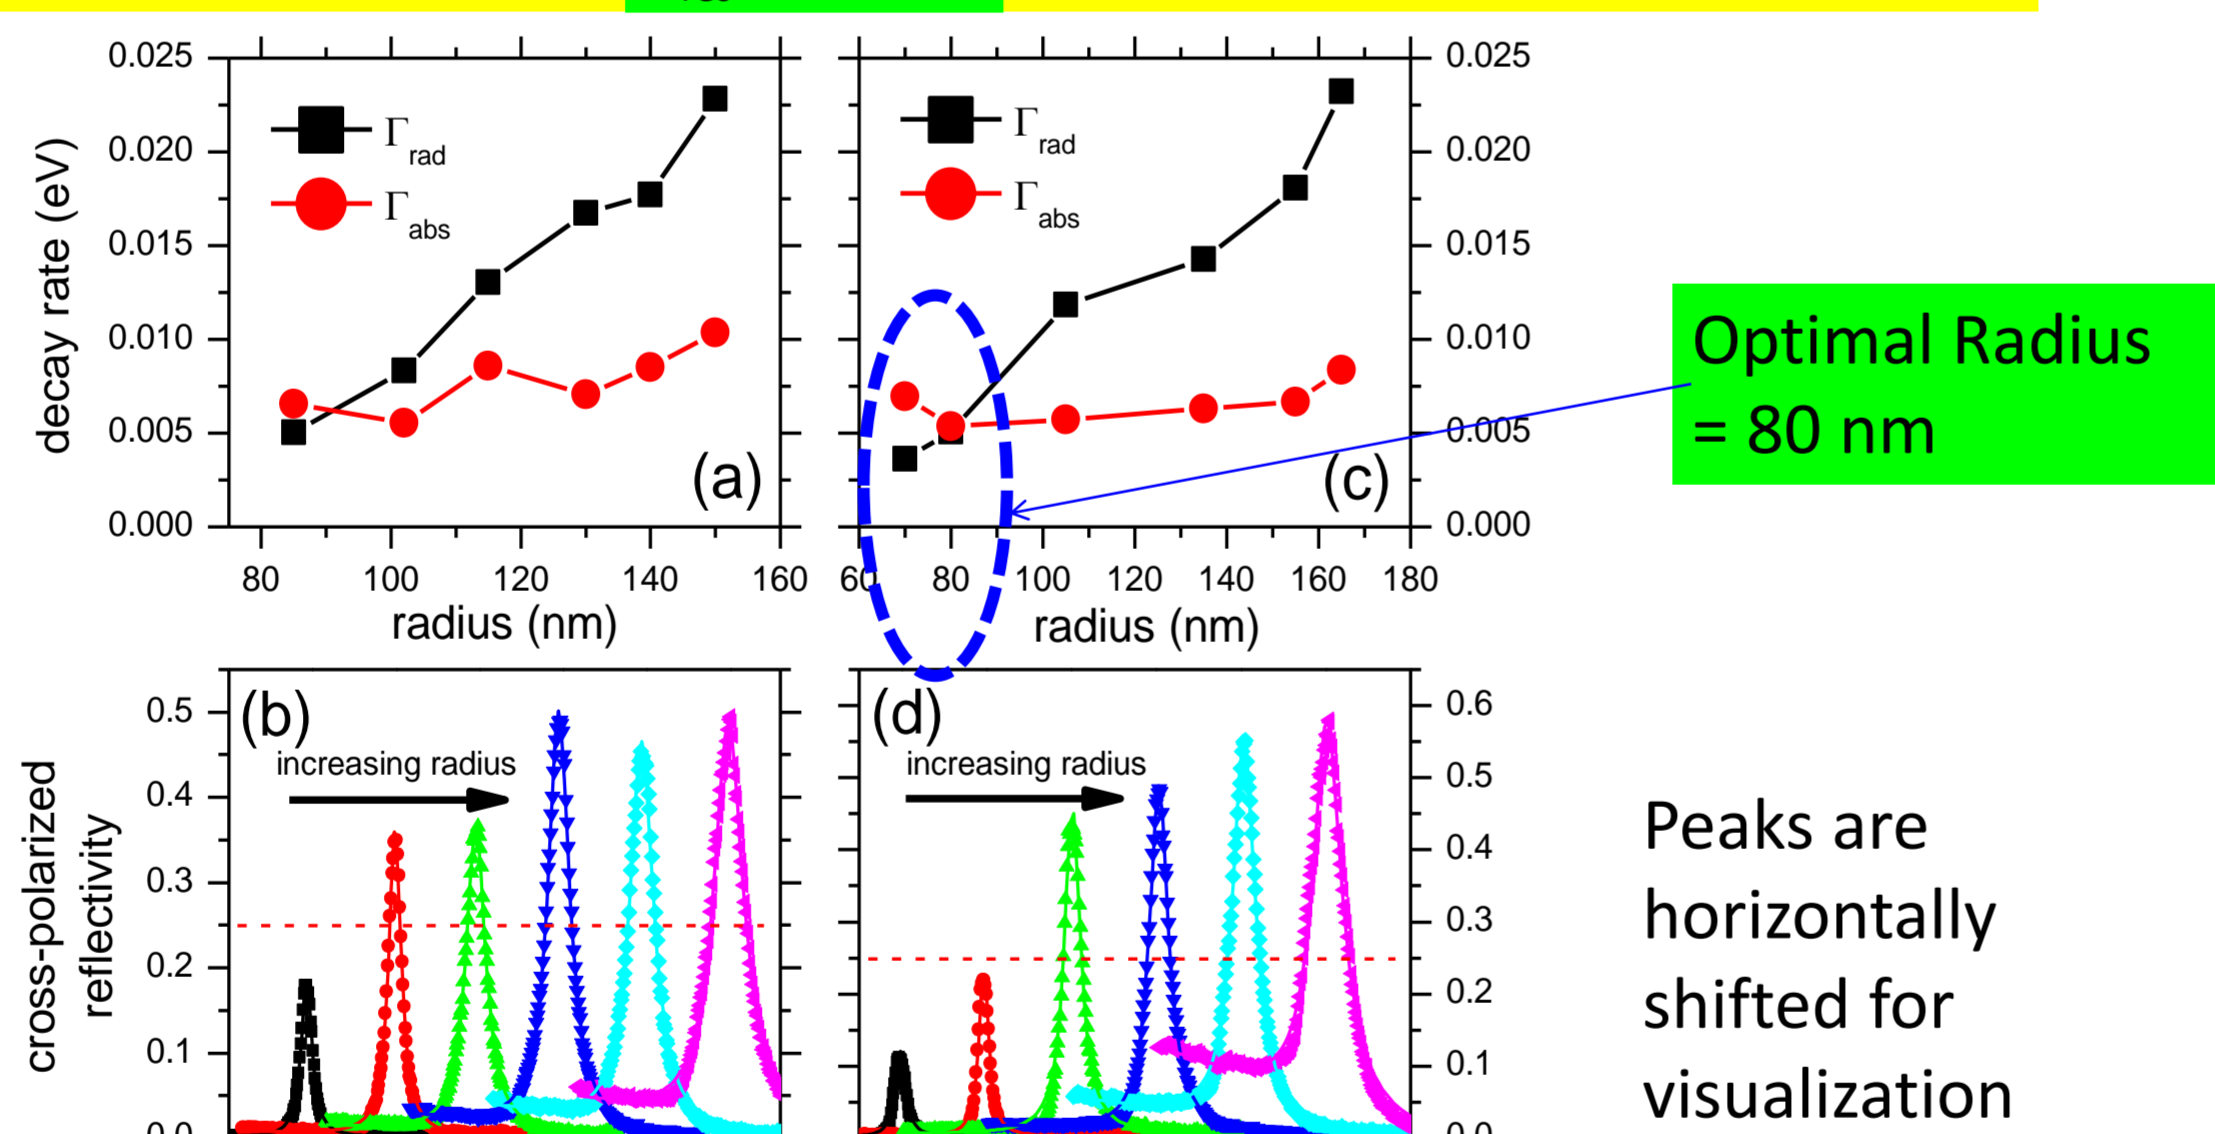 0.025
0.020
0.015
0.010
0.005
0.000
decay rate (eV)
Γrad
Γabs
(a)
80 100 120 140 160
radius (nm)
Γrad
Γabs
(c)
0.025
0.020
0.015
0.010
0.005
0.000
60 80 100 120 140 160 180
radius (nm)
Optimal Radius
= 80 nm
0.5
0.4
0.3
0.2
0.1
0.0
cross-polarized
reflectivity
(b)
increasing radius
(d)
increasing radius
0.6
0.5
0.4
0.3
0.2
0.1
0.0
Peaks are
horizontally
shifted for
visualization